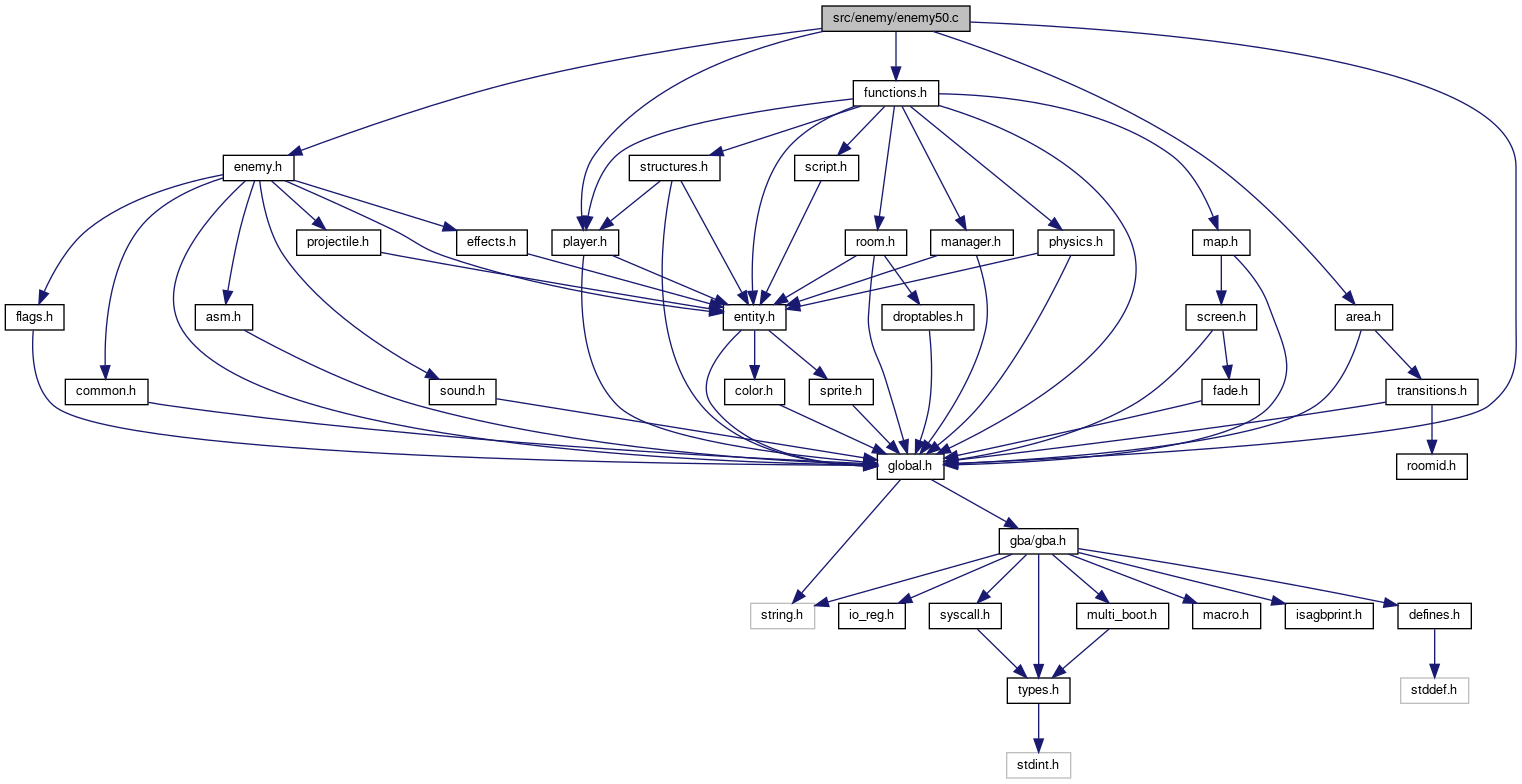 src/enemy/enemy50.c
functions.h
enemy.h
structures.h
script.h
projectile.h
effects.h
player.h
room.h
manager.h
physics.h
map.h
flags.h
asm.h
entity.h
droptables.h
screen.h
area.h
common.h
sound.h
color.h
sprite.h
fade.h
transitions.h
global.h
roomid.h
gba/gba.h
string.h
io_reg.h
syscall.h
multi_boot.h
macro.h
isagbprint.h
defines.h
types.h
stddef.h
stdint.h